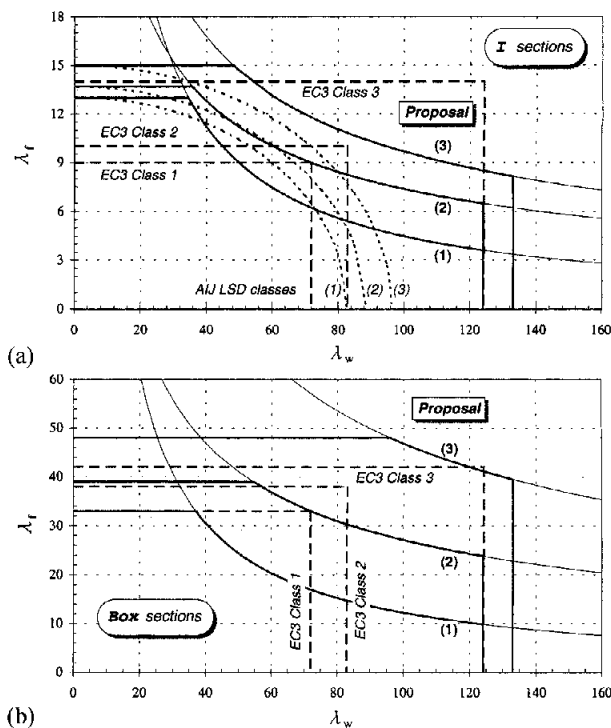 18
15
12
9
6
3
0
λf
I sections
EC3 Class 3
Proposal
EC3 Class 2
EC3 Class 1
(3)
(2)
(1)
AIJ LSD classes
(1)
(2)
(3)
0 20 40 60 80 100 120 140 160
(a)
λw
60
50
40
30
20
10
0
λf
Proposal
(3)
EC3 Class 3
(2)
EC3 Class 1
EC3 Class 2
Box sections
(1)
0 20 40 60 80 100 120 140 160
(b)
λw